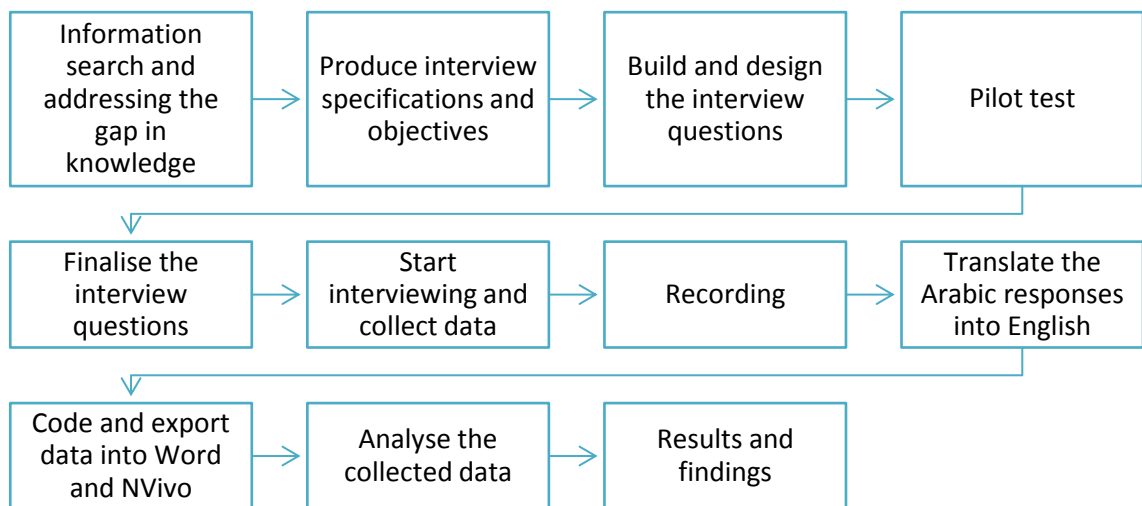 Information
search and
addressing the
gap in
knowledge
Produce interview
specifications and
objectives
Build and design
the interview
questions
Pilot test
Finalise the
interview
questions
Start
interviewing and
collect data
Recording
Translate the
Arabic responses
into English
Code and export
data into Word
and NVivo
Analyse the
collected data
Results and
findings